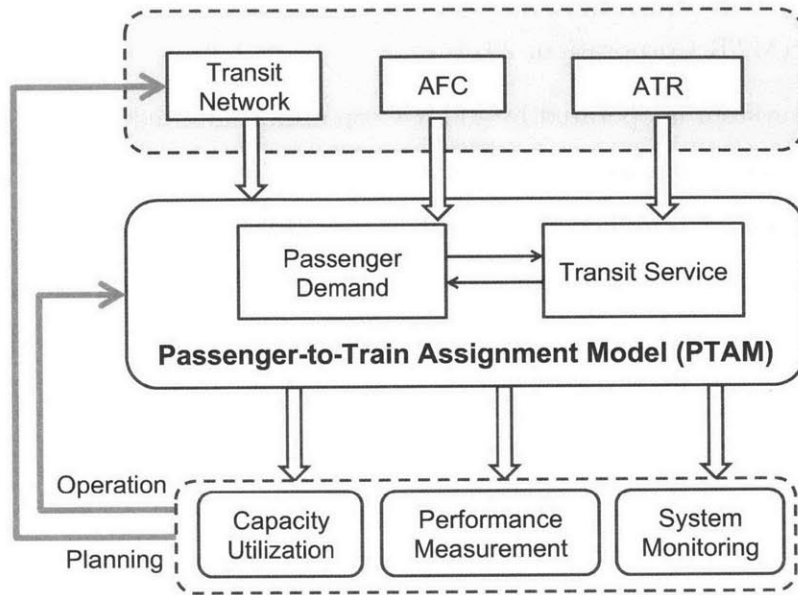 Transit
Network
AFC
ATR
Passenger
Demand
Transit Service
Passenger-to-Train Assignment Model (PTAM)
Operation
Planning
Capacity
Utilization
Performance
Measurement
System
Monitoring